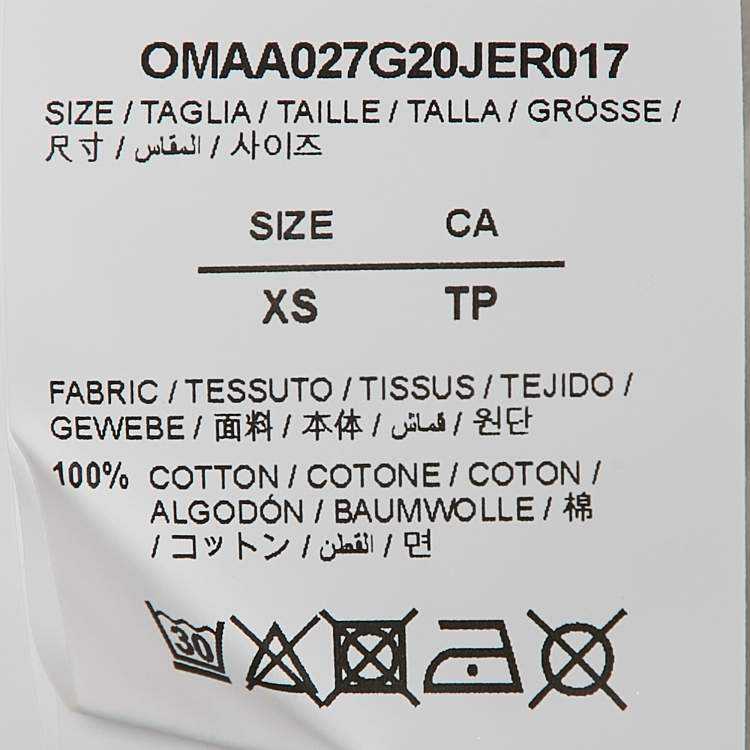 OMAA027G20JER017
SIZE / TAGLIA / TAILLE / TALLA / GRÖSSE /
尺寸 / المقاس / 사이즈
SIZE CA
XS TP
FABRIC / TESSUTO / TISSUS / TEJIDO /
GEWEBE / 面料 / 本体 / قماش / 원단
100% COTTON / COTONE / COTON /
ALGODÓN / BAUMWOLLE / 棉
/ コットン / القطن / 면
30